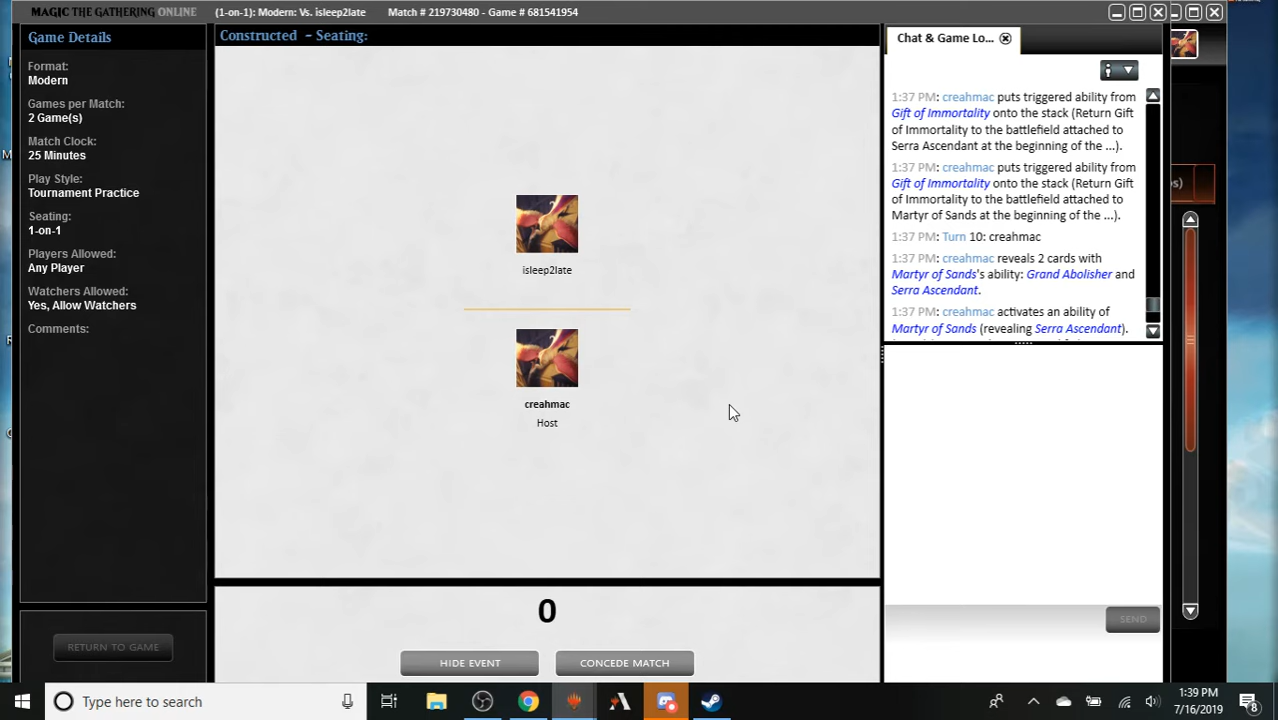 MAGIC THE GATHERING ONLINE
(1-on-1): Modern: Vs. isleep2late
Match # 219730480 - Game # 681541954
Game Details
Format:
Modern
Games per Match:
2 Game(s)
Match Clock:
25 Minutes
Play Style:
Tournament Practice
Seating:
1-on-1
Players Allowed:
Any Player
Watchers Allowed:
Yes, Allow Watchers
Comments:
RETURN TO GAME
Constructed - Seating:
isleep2late
creahmac
Host
0
HIDE EVENT
CONCEDE MATCH
Chat & Game Lo...
1:37 PM: creahmac puts triggered ability from
Gift of Immortality onto the stack (Return Gift
of Immortality to the battlefield attached to
Serra Ascendant at the beginning of the ...).
1:37 PM: creahmac puts triggered ability from
Gift of Immortality onto the stack (Return Gift
of Immortality to the battlefield attached to
Martyr of Sands at the beginning of the ...).
1:37 PM: Turn 10: creahmac
1:37 PM: creahmac reveals 2 cards with
Martyr of Sands's ability: Grand Abolisher and
Serra Ascendant.
1:37 PM: creahmac activates an ability of
Martyr of Sands (revealing Serra Ascendant).
SEND
s)
Type here to search
1:39 PM
7/16/2019
8